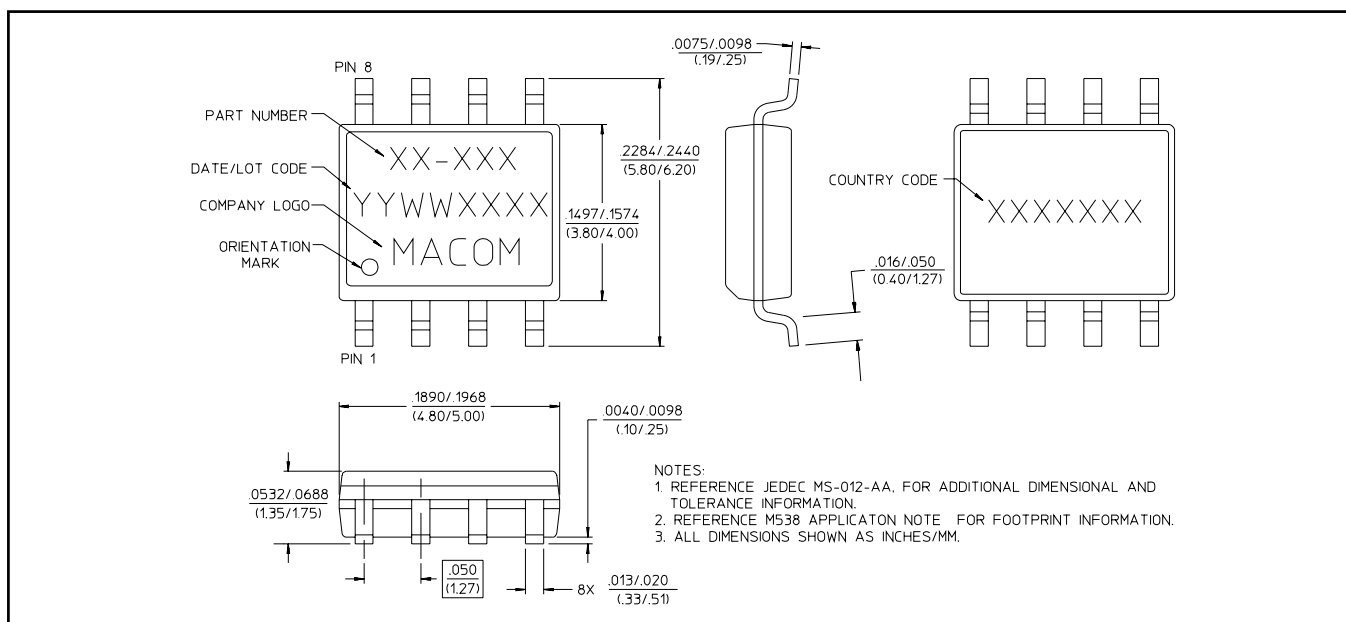 PIN 8
PART NUMBER
XX-XXX
DATE/LOT CODE
YYWWXXXX
COMPANY LOGO
MACOM
ORIENTATION
MARK
PIN 1
.2284/.2440
(5.80/6.20)
.1497/.1574
(3.80/4.00)
.0075/.0098
(.19/.25)
.016/.050
(0.40/1.27)
COUNTRY CODE
XXXXXXX
.1890/.1968
(4.80/5.00)
.0040/.0098
(.10/.25)
.0532/.0688
(1.35/1.75)
.050
(1.27)
8X
.013/.020
(.33/.51)
NOTES:
1. REFERENCE JEDEC MS-012-AA, FOR ADDITIONAL DIMENSIONAL AND
TOLERANCE INFORMATION.
2. REFERENCE M538 APPLICATON NOTE FOR FOOTPRINT INFORMATION.
3. ALL DIMENSIONS SHOWN AS INCHES/MM.